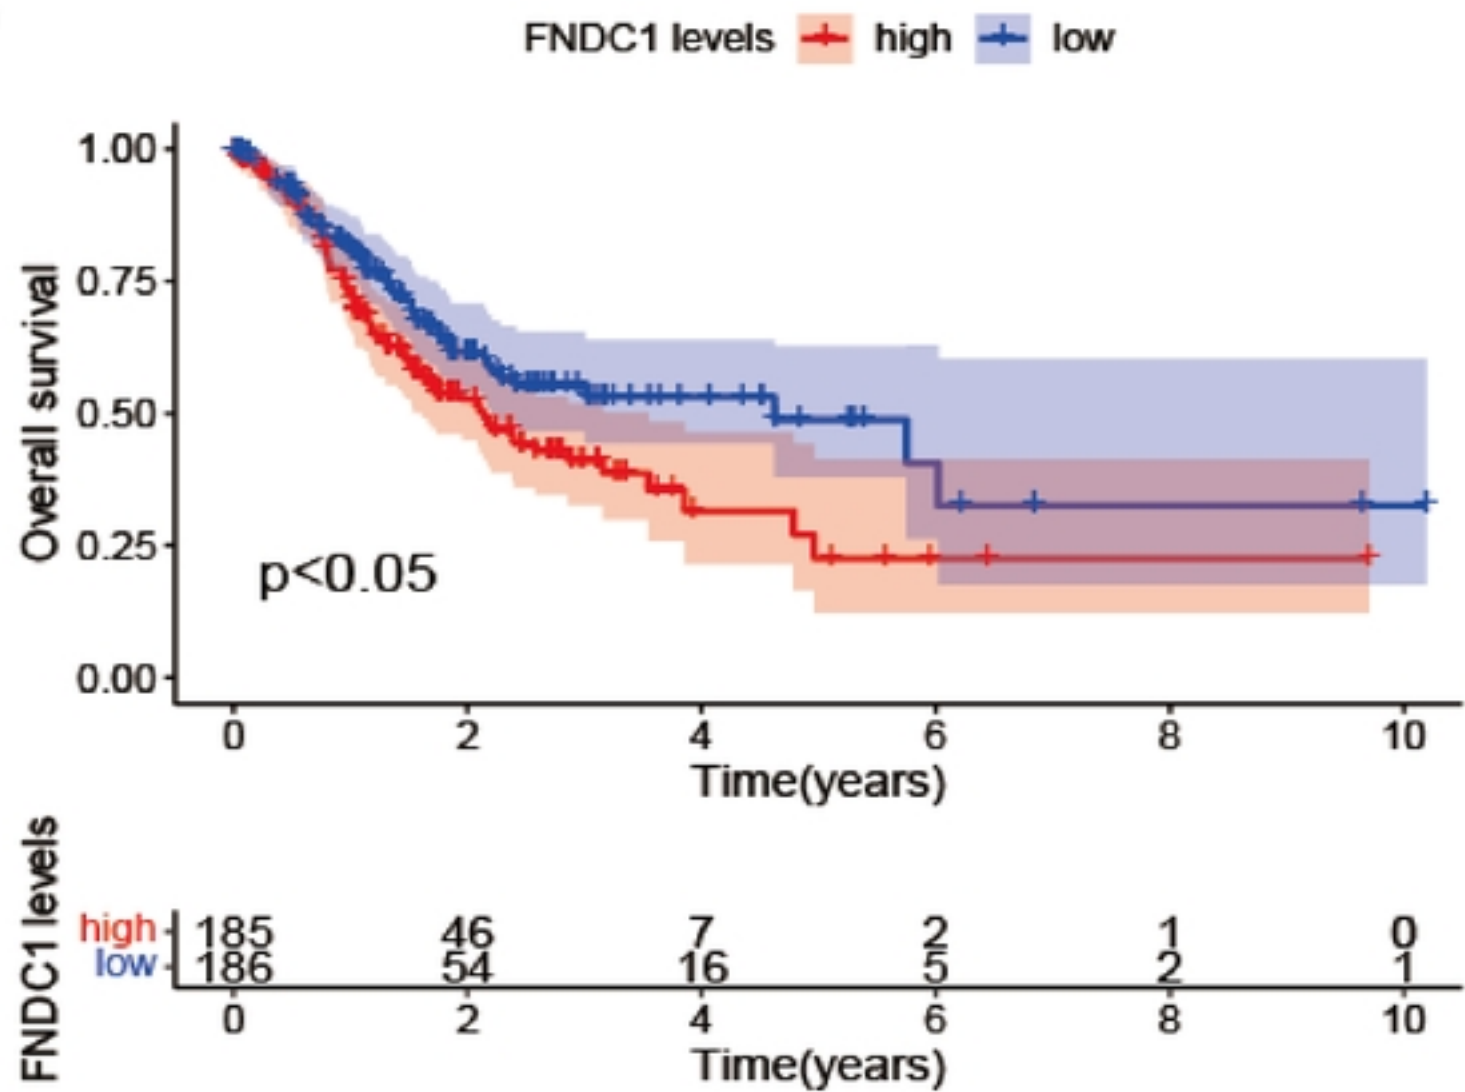 FNDC1 levels high low
1.00
0.75
0.50
0.25
0.00
Overall survival
p<0.05
0 2 4 6 8 10
Time(years)
FNDC1 levels
high 185 46 7 2 1 0
low 186 54 16 5 2 1
0 2 4 6 8 10
Time(years)